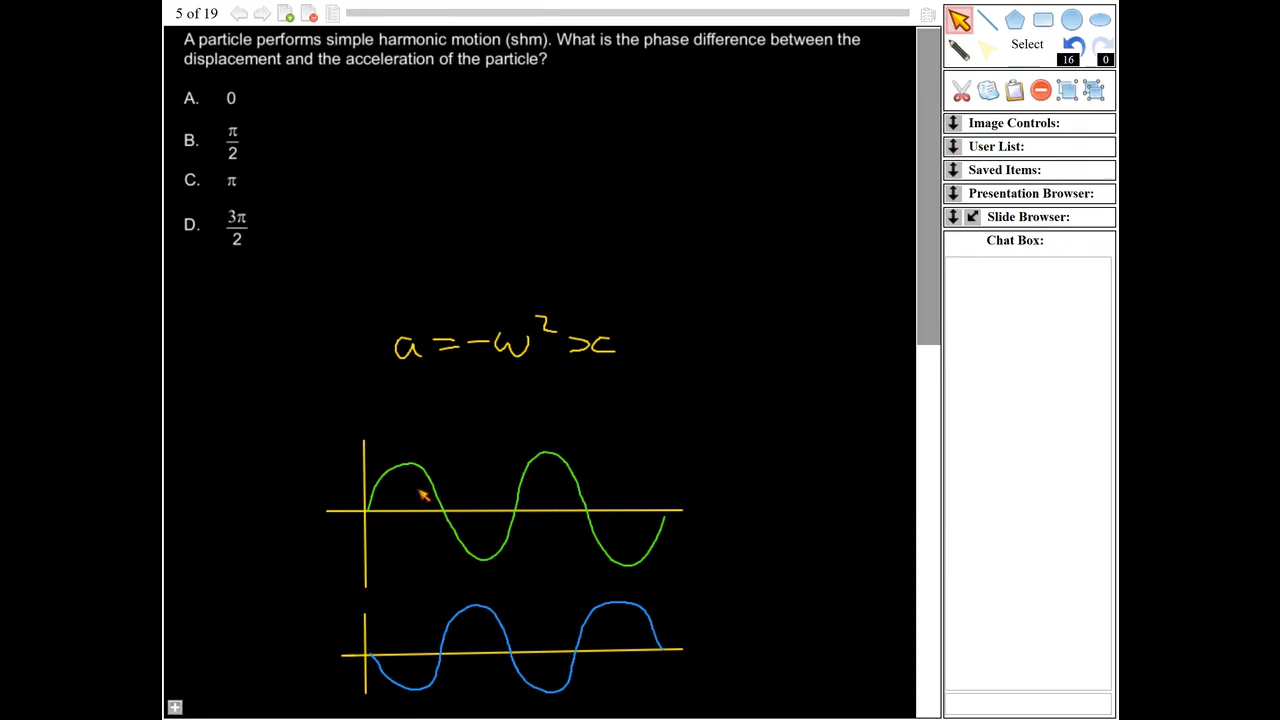 5 of 19
A particle performs simple harmonic motion (shm). What is the phase difference between the
displacement and the acceleration of the particle?
A. 0
B. π/2
C. π
D. 3π/2
a = -ω² x
Select
16 0
Image Controls:
User List:
Saved Items:
Presentation Browser:
Slide Browser:
Chat Box: